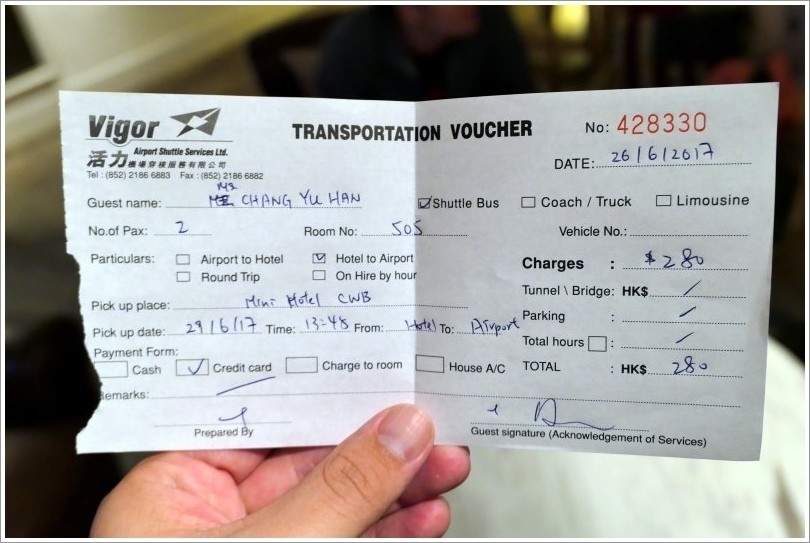 Vigor
Airport Shuttle Services Ltd.
活力機場穿梭服務有限公司
Tel : (852) 2186 6883 Fax : (852) 2186 6882
TRANSPORTATION VOUCHER
No: 428330
DATE: 26/6/2017
Guest name: Ms CHANG YU HAN
Shuttle Bus Coach / Truck Limousine
No.of Pax: 2 Room No: 505 Vehicle No.:
Particulars: Airport to Hotel Hotel to Airport
Round Trip On Hire by hour
Charges : $280
Tunnel \ Bridge: HK$ /
Parking : /
Total hours : /
TOTAL : HK$ 280
Pick up place: Mini Hotel CWB
Pick up date: 29/6/17 Time: 13:45 From: Hotel To: Airport
Payment Form:
Cash Credit card Charge to room House A/C
Remarks:
Prepared By
Guest signature (Acknowledgement of Services)